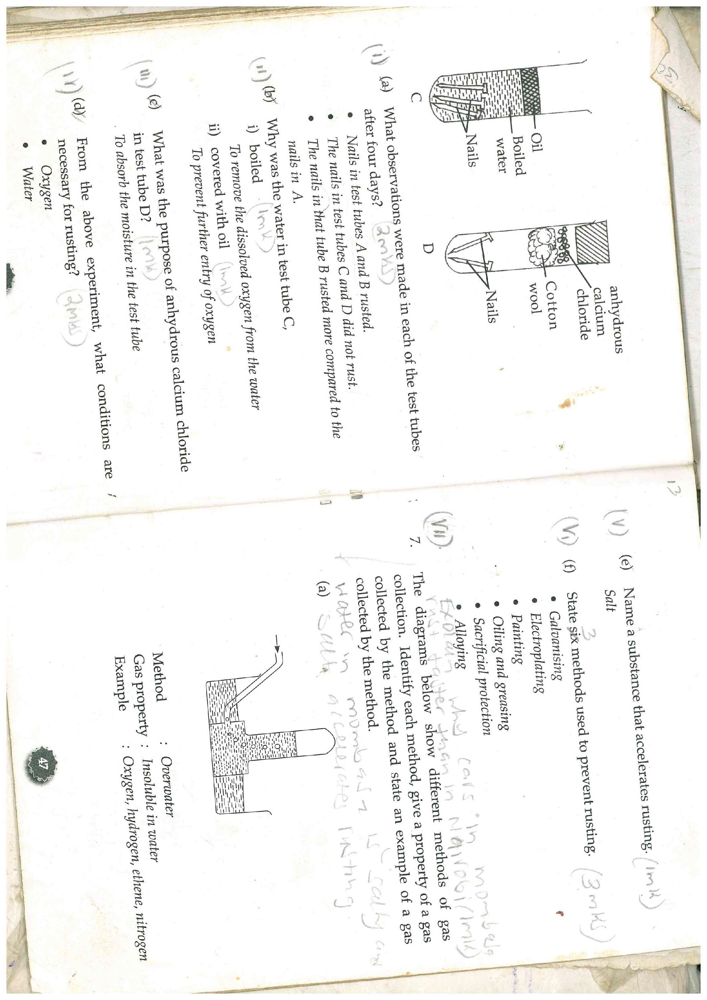 30
Oil
Boiled
water
Nails
C
anhydrous
calcium
chloride
Cotton
wool
Nails
D
(i) (a) What observations were made in each of the test tubes
after four days? (2mks)
• Nails in test tubes A and B rusted.
• The nails in test tubes C and D did not rust.
• The nails in that tube B rusted more compared to the
nails in A.
(ii) (b) Why was the water in test tube C,
i) boiled (1mk)
To remove the dissolved oxygen from the water
ii) covered with oil (1mk)
To prevent further entry of oxygen
(iii) (c) What was the purpose of anhydrous calcium chloride
in test tube D? (1mk)
To absorb the moisture in the test tube
(iv) (d) From the above experiment, what conditions are
necessary for rusting? (2mks)
• Oxygen
• Water
13
(v) (e) Name a substance that accelerates rusting. (1mk)
Salt
(vi) (f) State six 3 methods used to prevent rusting. (3mks)
• Galvanising
• Electroplating
• Painting
• Oiling and greasing
• Sacrificial protection
• Alloying
(vii) Explain why cars in mombasa
rust faster than in Nairobi (1mk)
7. The diagrams below show different methods of gas
collection. Identify each method, give a property of a gas
collected by the method and state an example of a gas
collected by the method.
water in mombasa is salty and
salt accelerates rusting
(a)
Method : Overwater
Gas property : Insoluble in water
Example : Oxygen, hydrogen, ethene, nitrogen
47